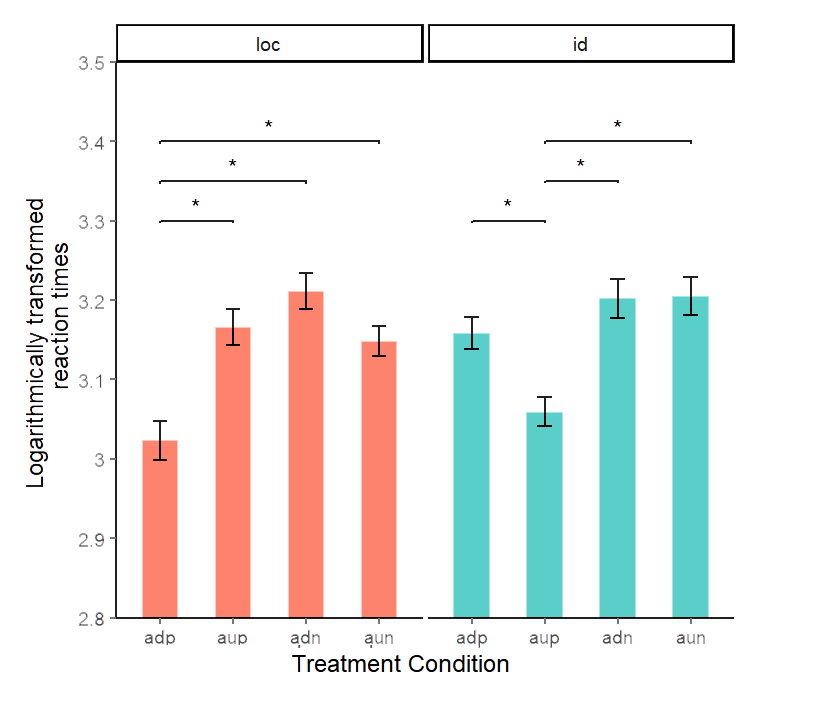 loc
id
3.5
3.4
3.3
3.2
3.1
3
2.9
2.8
Logarithmically transformed
reaction times
*
*
*
*
*
*
adp
aup
adn
aun
adp
aup
adn
aun
Treatment Condition